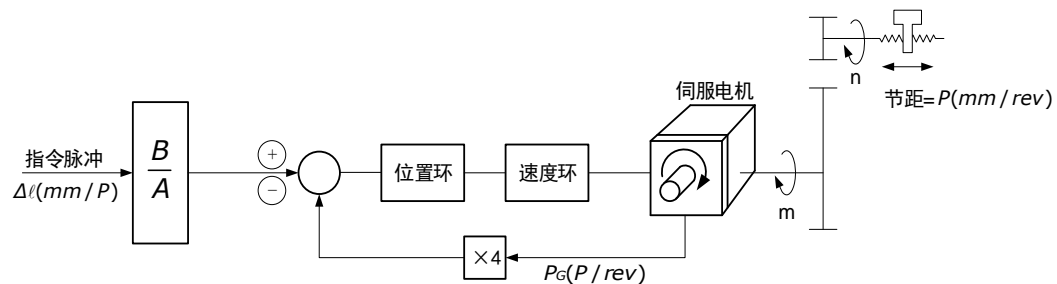 伺服电机
n
节距=P(mm/rev)
指令脉冲
Δℓ(mm/P)
B
A
+
−
位置环
速度环
m
×4
PG(P/rev)